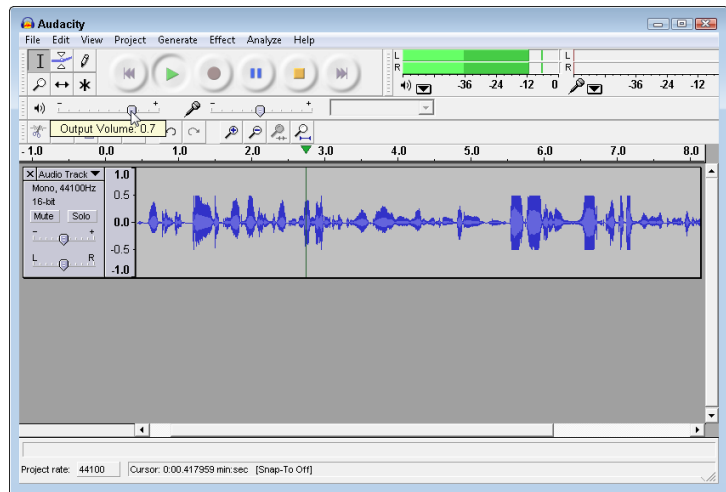 Audacity
File Edit View Project Generate Effect Analyze Help
L
R
-36 -24 -12 0
L
R
-36 -24 -12
- +
- +
Output Volume: 0.7
- 1.0 0.0 1.0 2.0 3.0 4.0 5.0 6.0 7.0 8.0
X Audio Track
Mono, 44100Hz
16-bit
Mute Solo
- +
L R
1.0
0.5
0.0
-0.5
-1.0
Project rate: 44100 Cursor: 0:00.417959 min:sec [Snap-To Off]